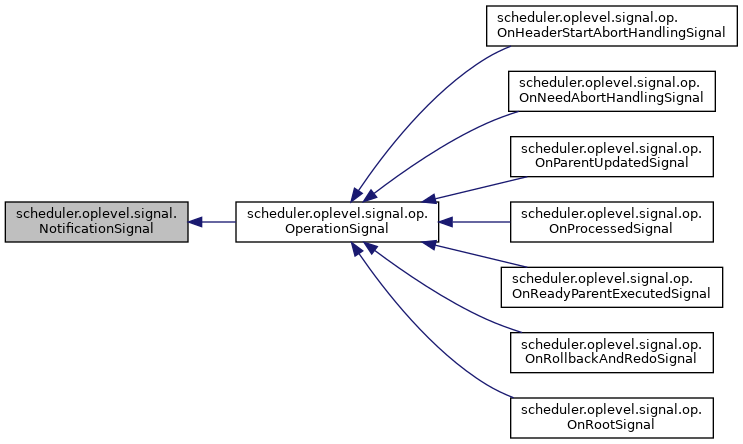 scheduler.oplevel.signal.op.
OnHeaderStartAbortHandlingSignal
scheduler.oplevel.signal.op.
OnNeedAbortHandlingSignal
scheduler.oplevel.signal.op.
OnParentUpdatedSignal
scheduler.oplevel.signal.
NotificationSignal
scheduler.oplevel.signal.op.
OperationSignal
scheduler.oplevel.signal.op.
OnProcessedSignal
scheduler.oplevel.signal.op.
OnReadyParentExecutedSignal
scheduler.oplevel.signal.op.
OnRollbackAndRedoSignal
scheduler.oplevel.signal.op.
OnRootSignal